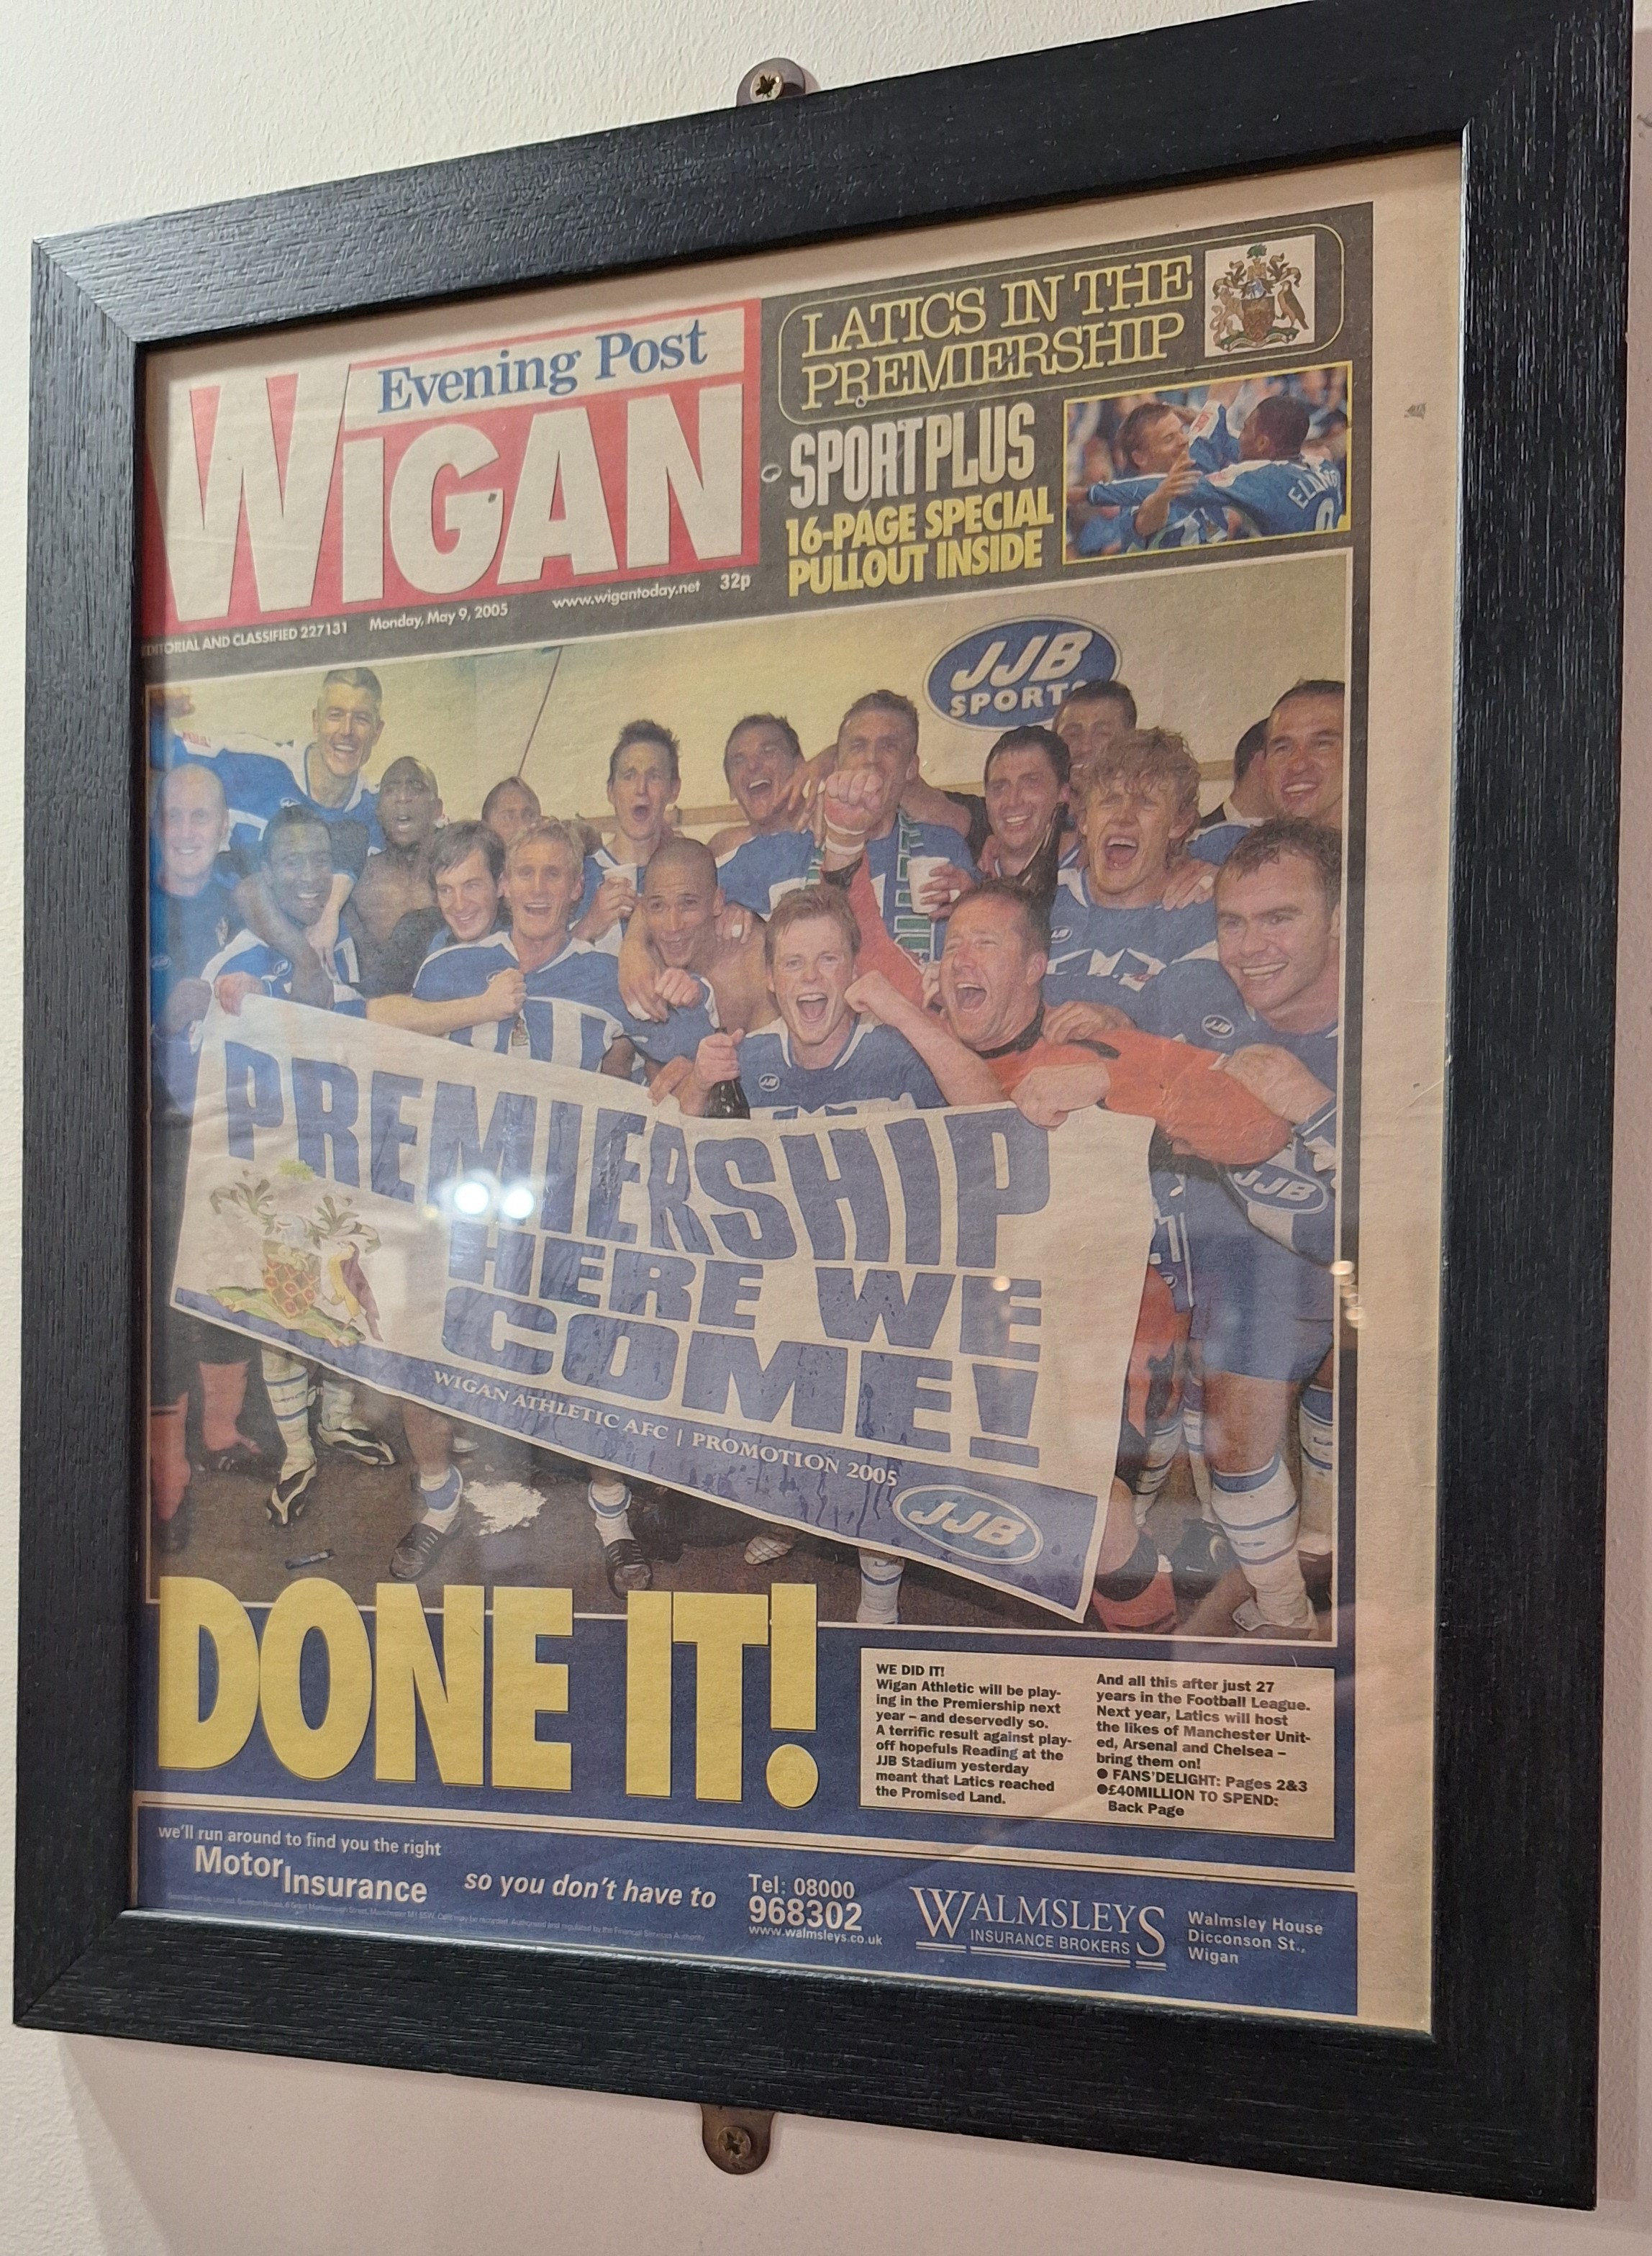 Evening Post
WIGAN
EDITORIAL AND CLASSIFIED 227131 Monday, May 9, 2005 www.wigantoday.net 32p
LATICS IN THE
PREMIERSHIP
SPORTPLUS
16-PAGE SPECIAL
PULLOUT INSIDE
JJB
SPORTS
JJB
JJB
JJB
JJB
JJB
PREMIERSHIP
HERE WE
COME!
WIGAN ATHLETIC AFC | PROMOTION 2005
JJB
DONE IT!
WE DID IT!
Wigan Athletic will be play-
ing in the Premiership next
year – and deservedly so.
A terrific result against play-
off hopefuls Reading at the
JJB Stadium yesterday
meant that Latics reached
the Promised Land.
And all this after just 27
years in the Football League.
Next year, Latics will host
the likes of Manchester Unit-
ed, Arsenal and Chelsea –
bring them on!
● FANS'DELIGHT: Pages 2&3
●£40MILLION TO SPEND:
Back Page
we'll run around to find you the right
Motor Insurance
so you don't have to
Tel: 08000
968302
www.walmsleys.co.uk
WALMSLEYS
INSURANCE BROKERS
Walmsley House
Dicconson St.,
Wigan